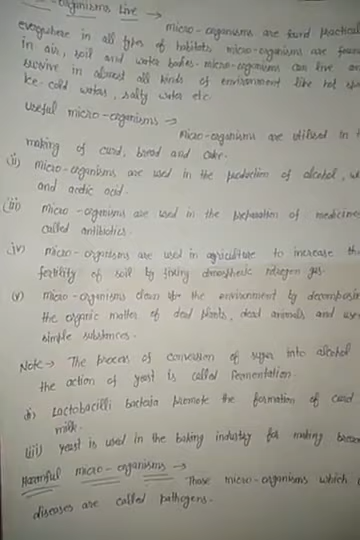 organisms Live →
micro-organisms are found practical
everywhere in all types of habitats micro-organisms are foun
in air, soil and water bodies. micro-organisms can live an
survive in almost all kinds of environment like hot
Ice-cold waters, salty water etc.
Useful micro-organisms →
Micro-organisms are utilised in
making of curd, bread and cake.
(ii) micro-organisms are used in the production of alcohol,
and acetic acid.
(iii) micro-organisms are used in the preparation of medicines
called antibiotics.
iv) micro-organisms are used in agriculture to increase the
fertility of soil by fixing atmospheric nitrogen gas.
(v) micro-organisms clean the environment by decomposin
the organic matter of dead plants, dead animals and
simple substances.
Note → The process of conversion of sugar into alcohol
the action of yeast is called fermentation.
ii) Lactobacilli bacteria promote the formation of curd
milk.
(iii) yeast is used in the baking industry for making bread
Harmful micro-organisms →
Those micro-organisms which
diseases are called pathogens.